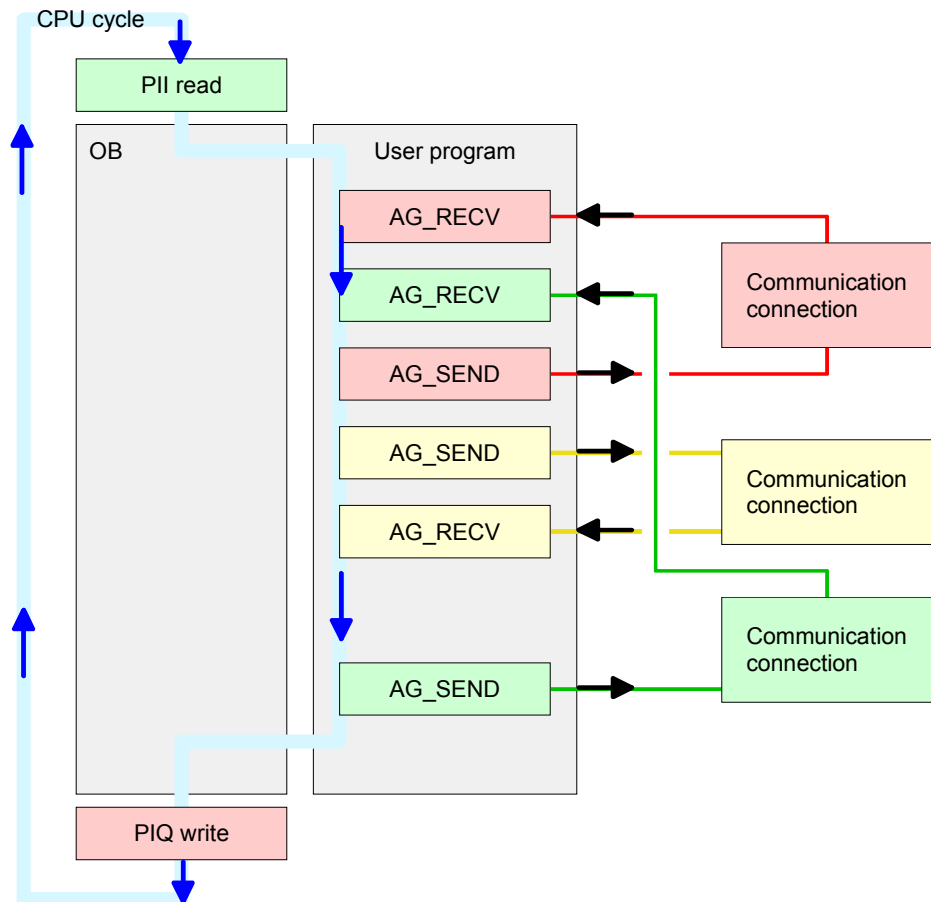 CPU cycle
PII read
OB
User program
AG_RECV
AG_RECV
AG_SEND
AG_SEND
AG_RECV
AG_SEND
Communication
connection
Communication
connection
Communication
connection
PIQ write